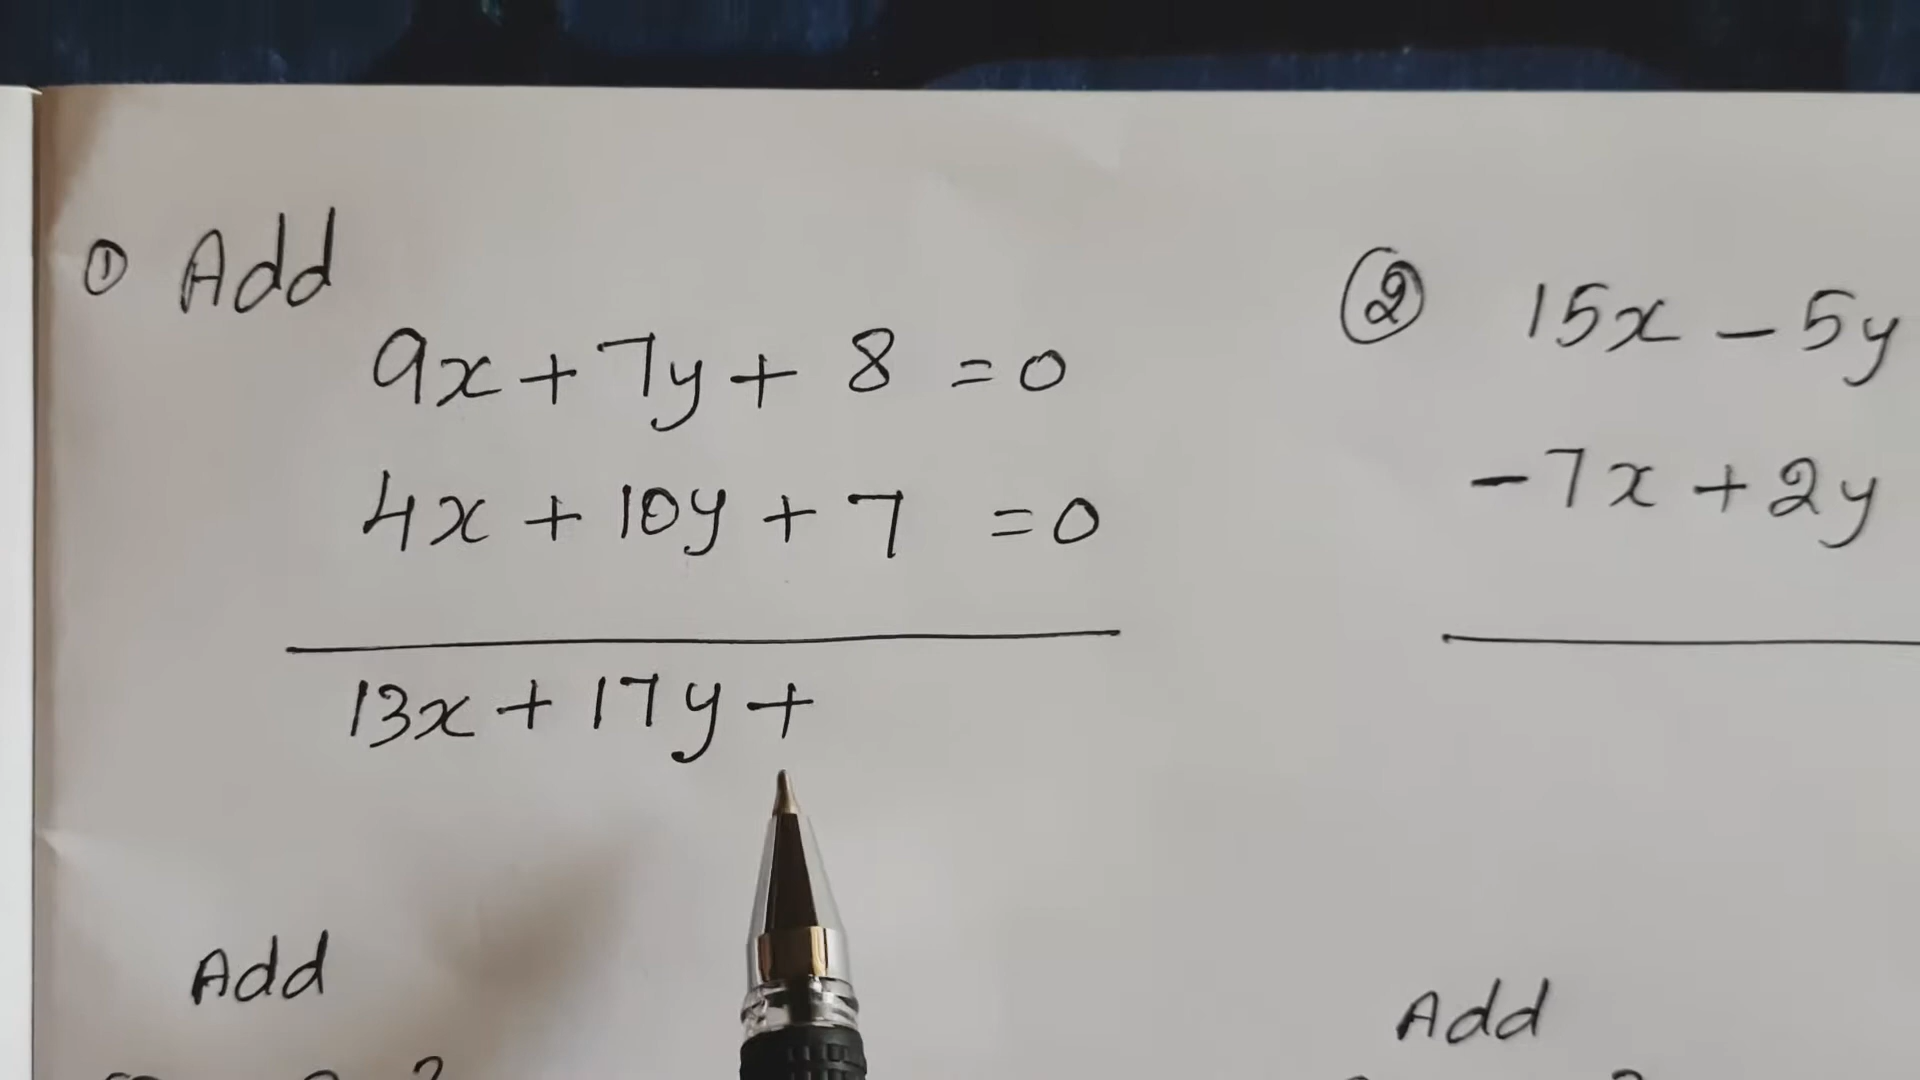 ① Add
9x + 7y + 8 = 0
4x + 10y + 7 = 0
13x + 17y +
② 15x - 5y
-7x + 2y
Add
Add